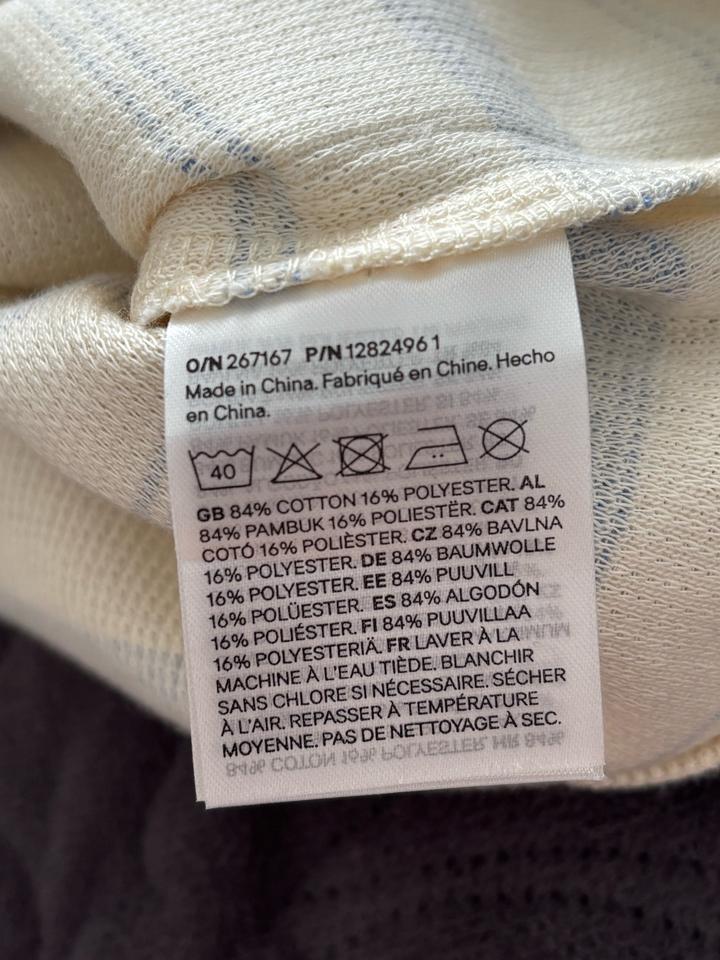 O/N 267167 P/N 12824961
Made in China. Fabriqué en Chine. Hecho
en China.
40
GB 84% COTTON 16% POLYESTER. AL
84% PAMBUK 16% POLIESTËR. CAT 84%
COTÓ 16% POLIÈSTER. CZ 84% BAVLNA
16% POLYESTER. DE 84% BAUMWOLLE
16% POLYESTER. EE 84% PUUVILL
16% POLÜESTER. ES 84% ALGODÓN
16% POLIÉSTER. FI 84% PUUVILLAA
16% POLYESTERIÄ. FR LAVER À LA
MACHINE À L'EAU TIÈDE. BLANCHIR
SANS CHLORE SI NÉCESSAIRE. SÉCHER
À L'AIR. REPASSER À TEMPÉRATURE
MOYENNE. PAS DE NETTOYAGE À SEC.